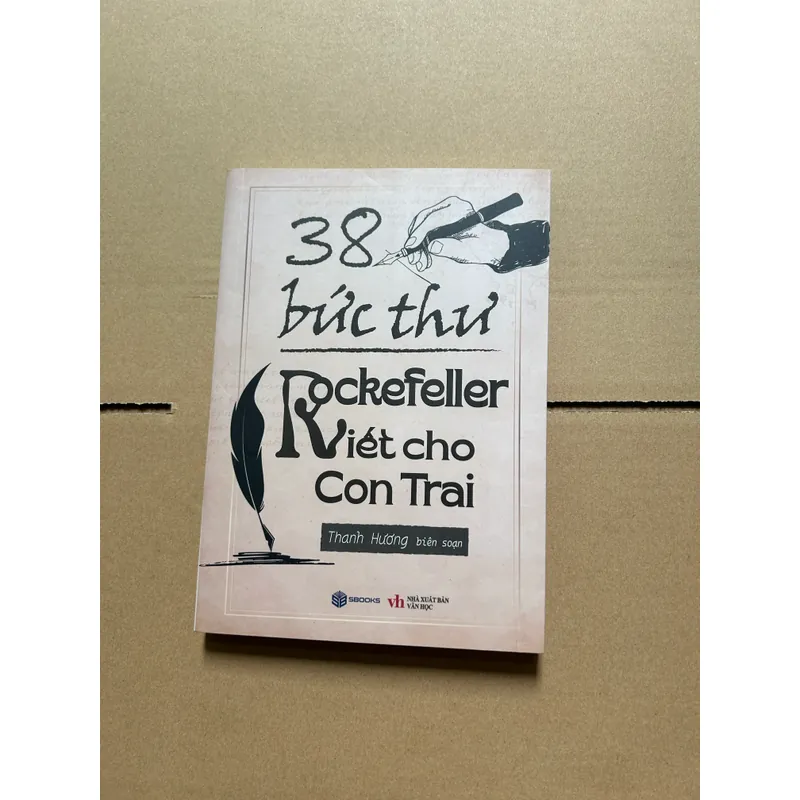 38
bức thư
Rockefeller
Viết cho
Con Trai
Thanh Hương biên soạn
SBOOKS
vh NHÀ XUẤT BẢN
VĂN HỌC